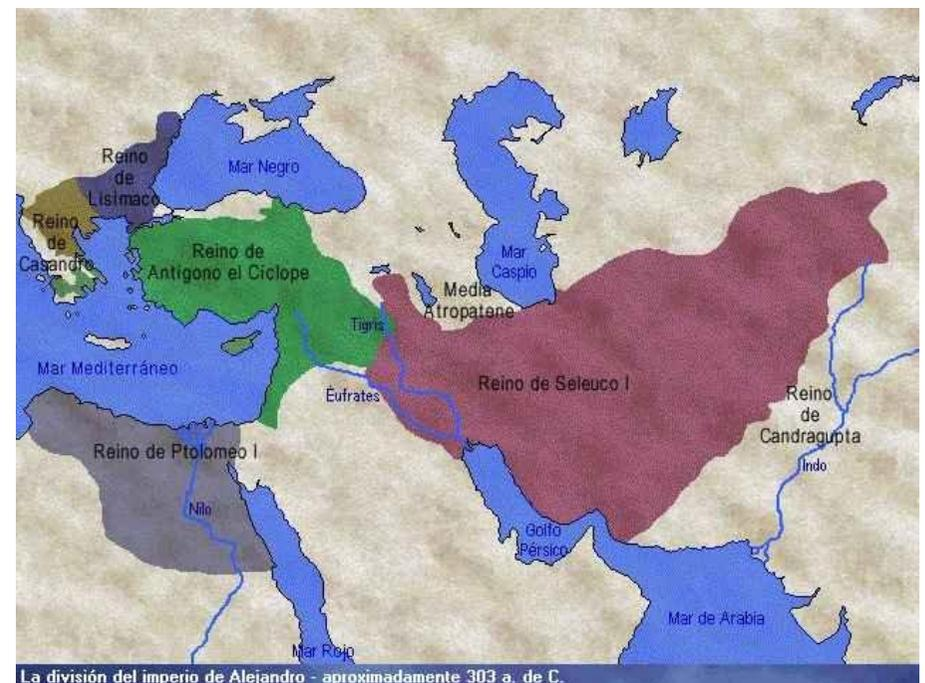 Reino
de
Lisimaco
Mar Negro
Reino
de
Casandro
Reino de
Antígono el Cíclope
Mar
Caspio
Media
Atropatene
Tigris
Mar Mediterráneo
Éufrates
Reino de Seleuco I
Reino
de
Candragupta
Reino de Ptolomeo I
Indo
Nilo
Golfo
Pérsico
Mar de Arabia
Mar Rojo
La división del imperio de Alejandro - aproximadamente 303 a. de C.